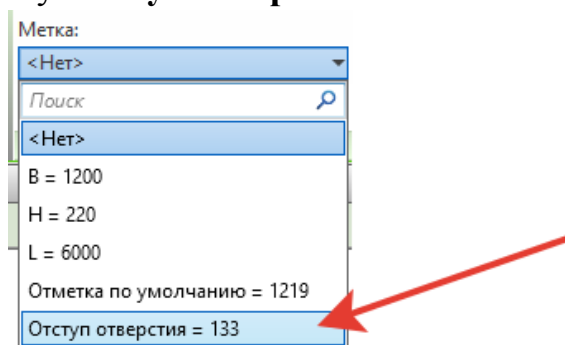 Метка:
<Нет>
Поиск
<Нет>
B = 1200
H = 220
L = 6000
Отметка по умолчанию = 1219
Отступ отверстия = 133